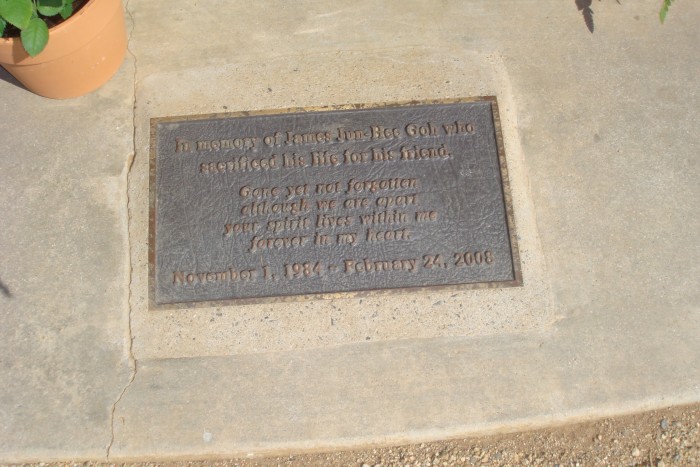 In memory of James Jun-Hee Goh who
sacrificed his life for his friend.
Gone yet not forgotten
although we are apart
your spirit lives within me
forever in my heart.
November 1, 1984 - February 24, 2008